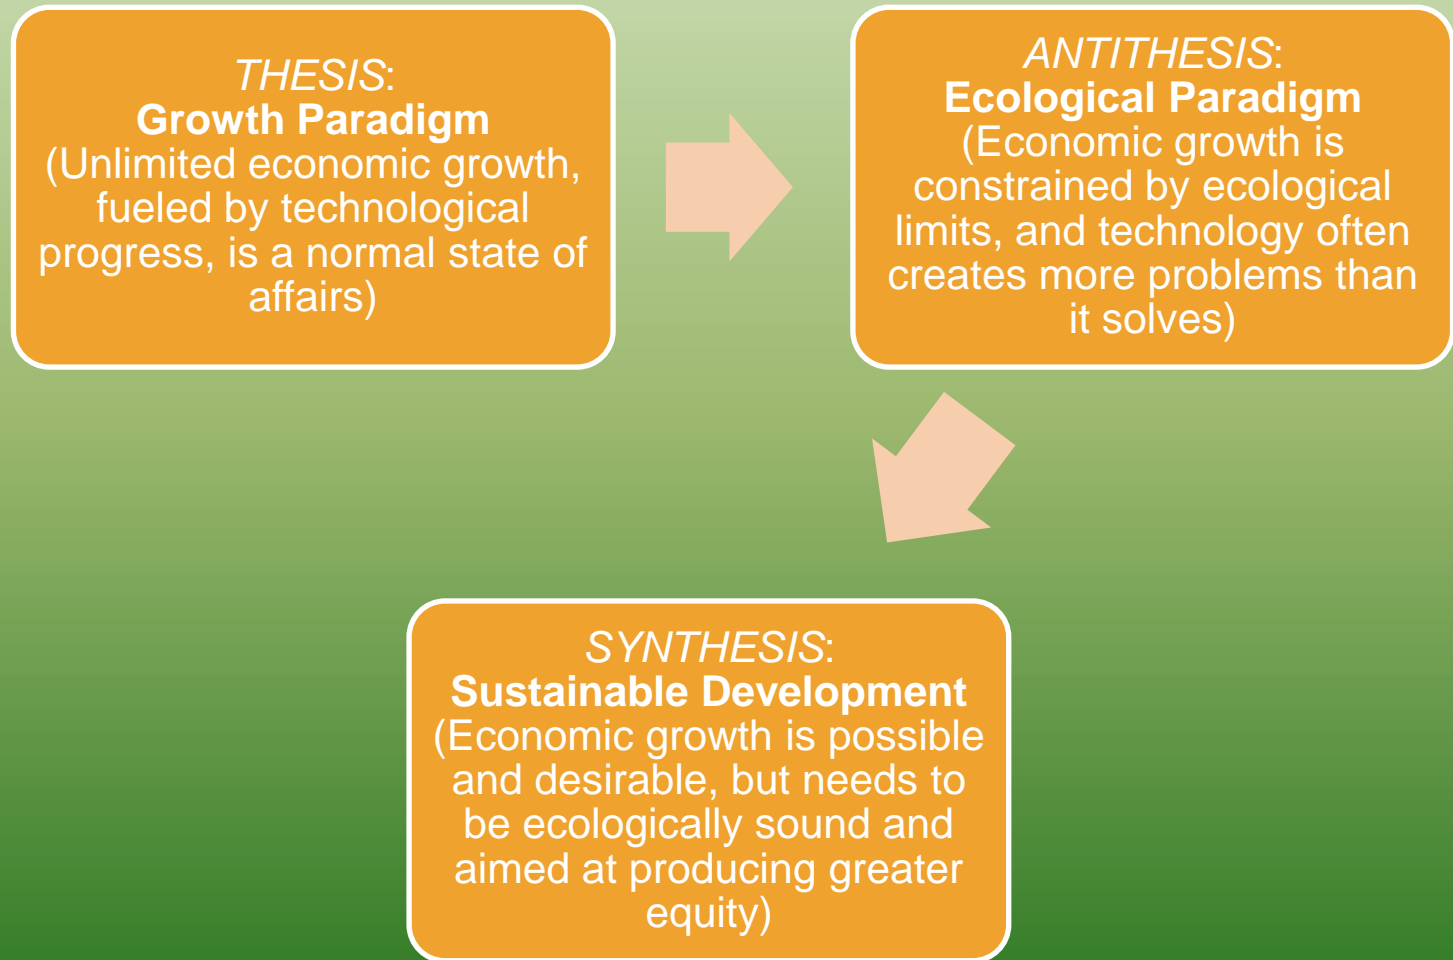 THESIS:
Growth Paradigm
(Unlimited economic growth,
fueled by technological
progress, is a normal state of
affairs)
ANTITHESIS:
Ecological Paradigm
(Economic growth is
constrained by ecological
limits, and technology often
creates more problems than
it solves)
SYNTHESIS:
Sustainable Development
(Economic growth is possible
and desirable, but needs to
be ecologically sound and
aimed at producing greater
equity)